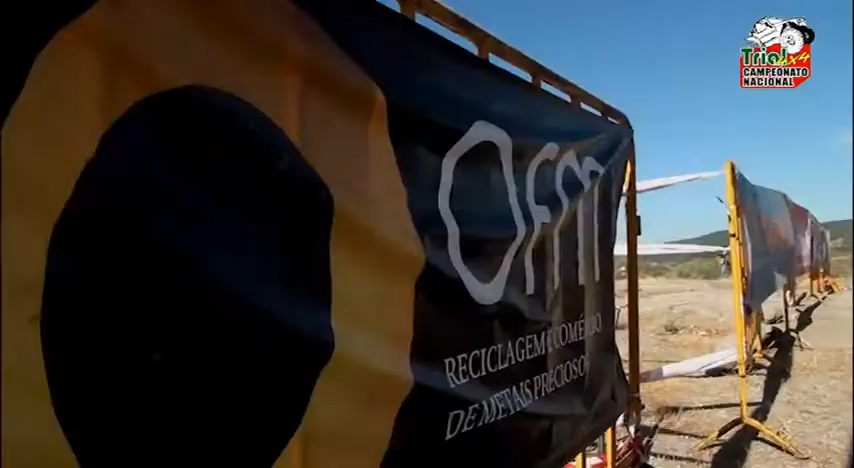 Trial 4x4
CAMPEONATO
NACIONAL
Ofm
RECICLAGEM E COMÉRCIO
DE METAIS PRECIOSOS